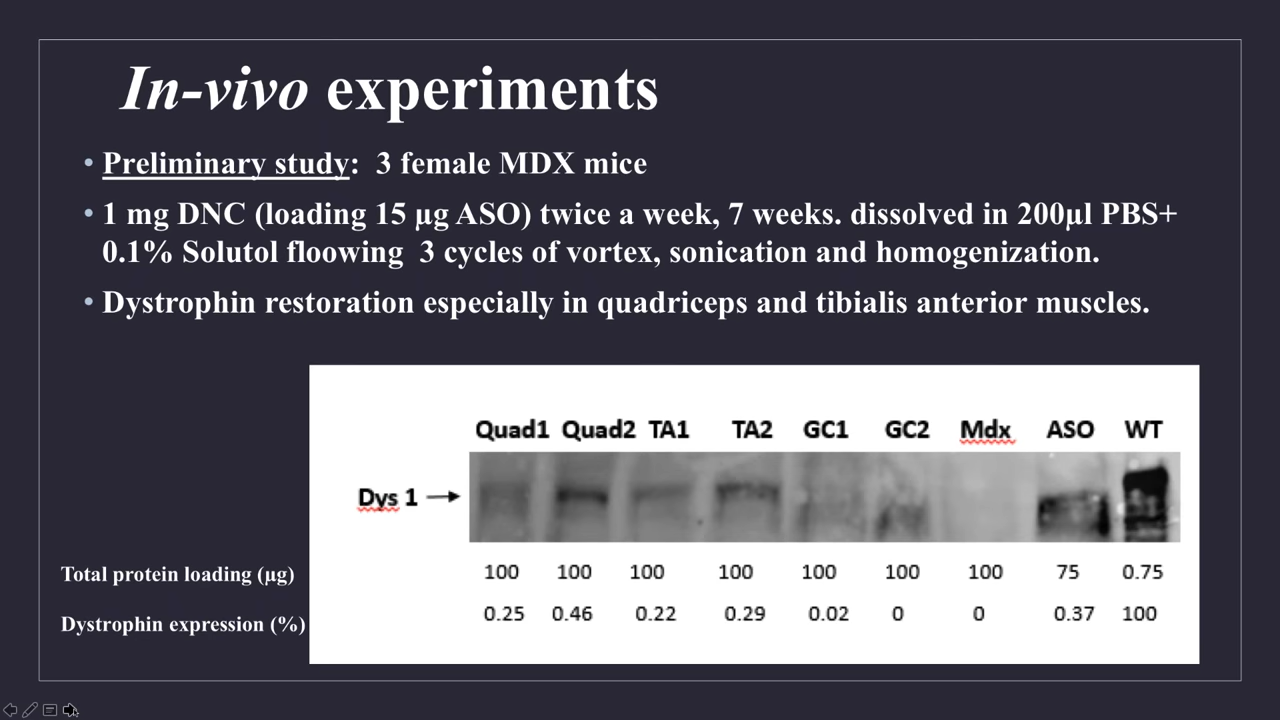 In-vivo experiments
• Preliminary study:  3 female MDX mice
• 1 mg DNC (loading 15 µg ASO) twice a week, 7 weeks. dissolved in 200µl PBS+
0.1% Solutol floowing  3 cycles of vortex, sonication and homogenization.
• Dystrophin restoration especially in quadriceps and tibialis anterior muscles.
Quad1 Quad2 TA1 TA2 GC1 GC2 Mdx ASO WT
Dys 1
Total protein loading (µg) 100 100 100 100 100 100 100 75 0.75
Dystrophin expression (%) 0.25 0.46 0.22 0.29 0.02 0 0 0.37 100